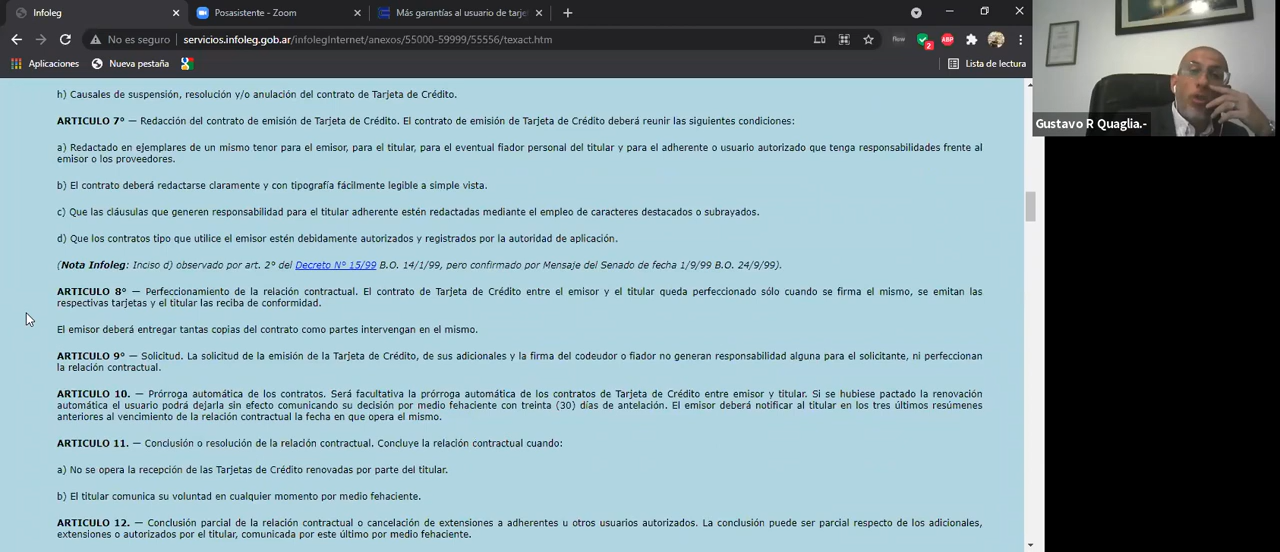 Infoleg
Posasistente - Zoom
Más garantías al usuario de tarje
No es seguro
servicios.infoleg.gob.ar/infolegInternet/anexos/55000-59999/55556/texact.htm
flow
2
ABP
Aplicaciones
Nueva pestaña
Lista de lectura
h) Causales de suspensión, resolución y/o anulación del contrato de Tarjeta de Crédito.
ARTICULO 7° — Redacción del contrato de emisión de Tarjeta de Crédito. El contrato de emisión de Tarjeta de Crédito deberá reunir las siguientes condiciones:
a) Redactado en ejemplares de un mismo tenor para el emisor, para el titular, para el eventual fiador personal del titular y para el adherente o usuario autorizado que tenga responsabilidades frente al
emisor o los proveedores.
b) El contrato deberá redactarse claramente y con tipografía fácilmente legible a simple vista.
c) Que las cláusulas que generen responsabilidad para el titular adherente estén redactadas mediante el empleo de caracteres destacados o subrayados.
d) Que los contratos tipo que utilice el emisor estén debidamente autorizados y registrados por la autoridad de aplicación.
(Nota Infoleg: Inciso d) observado por art. 2° del Decreto N° 15/99 B.O. 14/1/99, pero confirmado por Mensaje del Senado de fecha 1/9/99 B.O. 24/9/99).
ARTICULO 8° — Perfeccionamiento de la relación contractual. El contrato de Tarjeta de Crédito entre el emisor y el titular queda perfeccionado sólo cuando se firma el mismo, se emitan las
respectivas tarjetas y el titular las reciba de conformidad.
El emisor deberá entregar tantas copias del contrato como partes intervengan en el mismo.
ARTICULO 9° — Solicitud. La solicitud de la emisión de la Tarjeta de Crédito, de sus adicionales y la firma del codeudor o fiador no generan responsabilidad alguna para el solicitante, ni perfeccionan
la relación contractual.
ARTICULO 10. — Prórroga automática de los contratos. Será facultativa la prórroga automática de los contratos de Tarjeta de Crédito entre emisor y titular. Si se hubiese pactado la renovación
automática el usuario podrá dejarla sin efecto comunicando su decisión por medio fehaciente con treinta (30) días de antelación. El emisor deberá notificar al titular en los tres últimos resúmenes
anteriores al vencimiento de la relación contractual la fecha en que opera el mismo.
ARTICULO 11. — Conclusión o resolución de la relación contractual. Concluye la relación contractual cuando:
a) No se opera la recepción de las Tarjetas de Crédito renovadas por parte del titular.
b) El titular comunica su voluntad en cualquier momento por medio fehaciente.
ARTICULO 12. — Conclusión parcial de la relación contractual o cancelación de extensiones a adherentes u otros usuarios autorizados. La conclusión puede ser parcial respecto de los adicionales,
extensiones o autorizados por el titular, comunicada por este último por medio fehaciente.
Gustavo R Quaglia.-